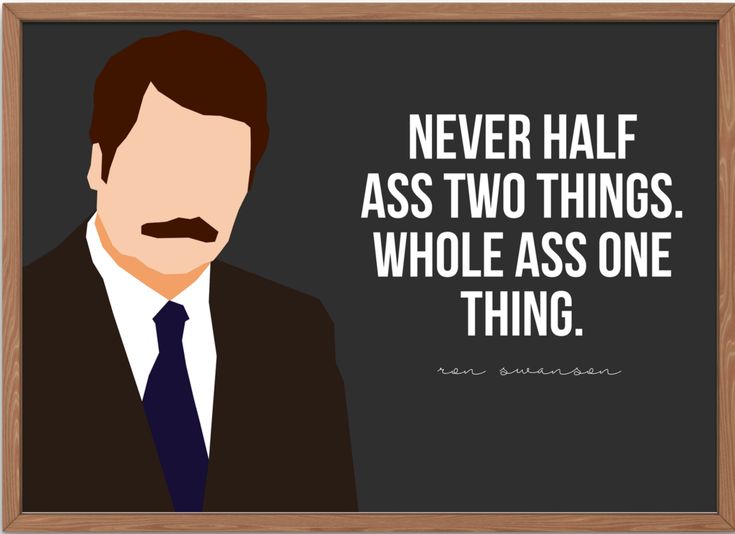 NEVER HALF
ASS TWO THINGS.
WHOLE ASS ONE
THING.
ron swanson